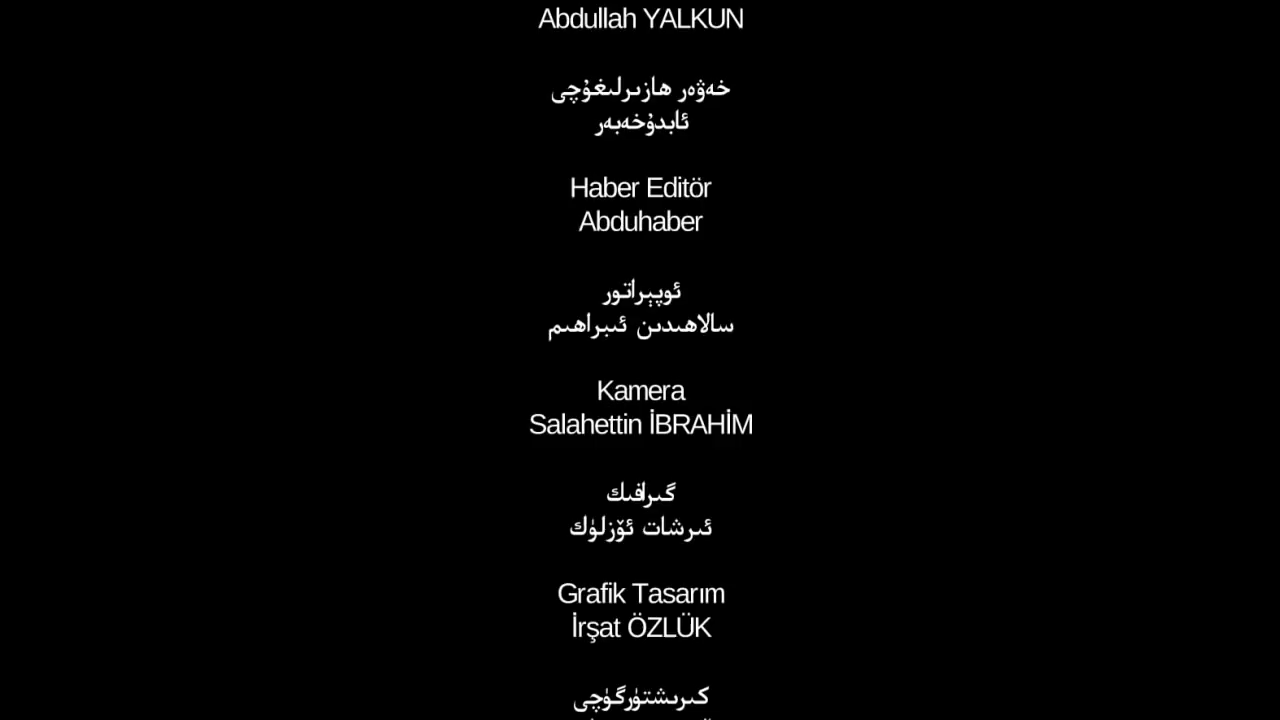 Abdullah YALKUN
خەۋەر ھازىرلىغۇچى
ئابدۇخەبەر
Haber Editör
Abduhaber
ئوپېراتور
سالاھىدىن ئىبراھىم
Kamera
Salahettin İBRAHİM
گىرافىك
ئىرشات ئۆزلۈك
Grafik Tasarım
İrşat ÖZLÜK
كىرىشتۈرگۈچى